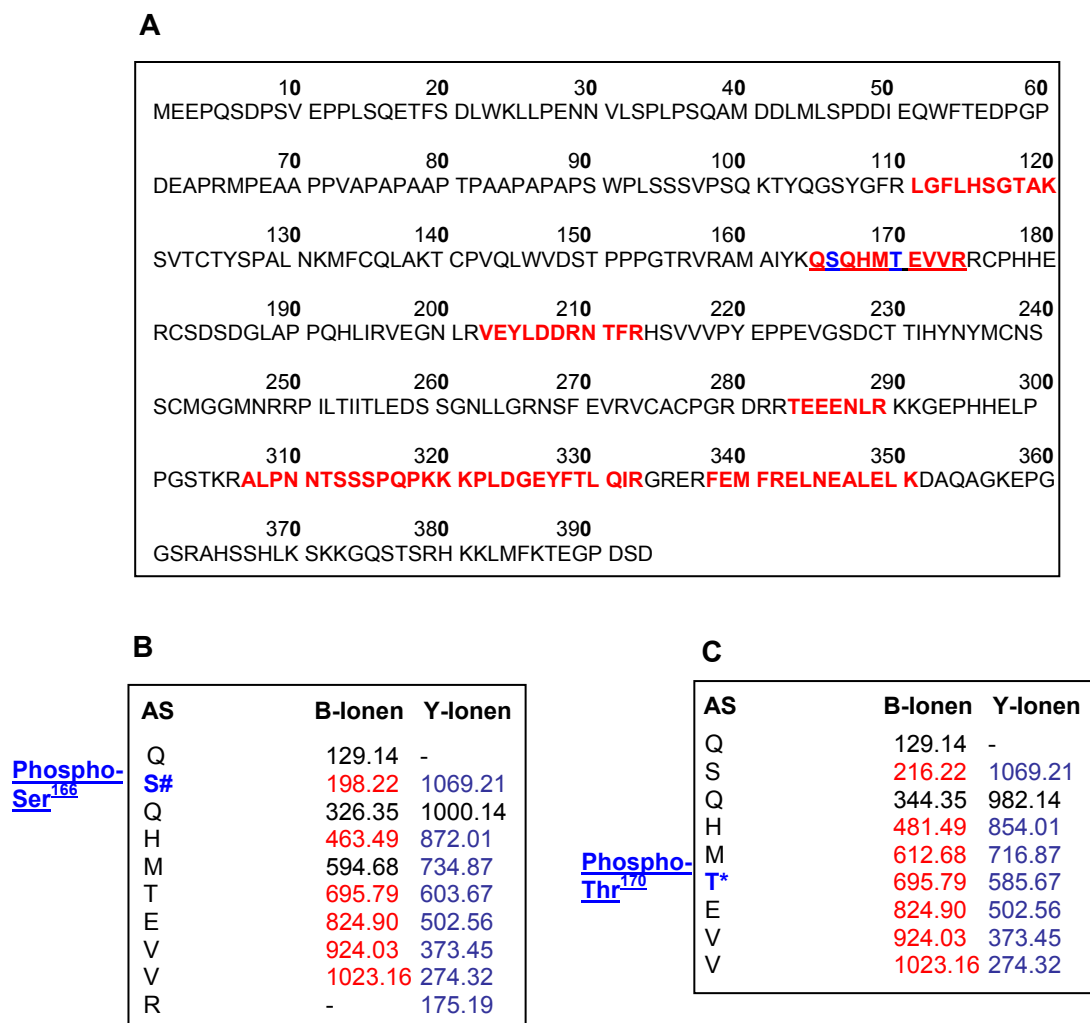 A
10 20 30 40 50 60
MEEPQSDPSV EPPLSQETFS DLWKLLPENN VLSPLPSQAM DDLMLSPDDI EQWFTEDPGP
70 80 90 100 110 120
DEAPRMPEAA PPVAPAPAAP TPAAPAPAPS WPLSSSVPSQ KTYQGSYGFR LGFLHSGTAK
130 140 150 160 170 180
SVTCTYSPAL NKMFCQLAKT CPVQLWVDST PPPGTRVRAM AIYKQSQHMT EVVRRCPHHE
190 200 210 220 230 240
RCSDSDGLAP PQHLIRVEGN LRVEYLDDRN TFRHSVVVPY EPPEVGSDCT TIHYNYMCNS
250 260 270 280 290 300
SCMGGMNRRP ILTIITLEDS SGNLLGRNSF EVRVCACPGR DRRTEEENLR KKGEPHHELP
310 320 330 340 350 360
PGSTKRALPN NTSSSPQPKK KPLDGEYFTL QIRGRERFEM FRELNEALEL KDAQAGKEPG
370 380 390
GSRAHSSHLK SKKGQSTSRH KKLMFKTEGP DSD
B
AS B-Ionen Y-Ionen
Q 129.14 -
Phospho-Ser166 S# 198.22 1069.21
Q 326.35 1000.14
H 463.49 872.01
M 594.68 734.87
T 695.79 603.67
E 824.90 502.56
V 924.03 373.45
V 1023.16 274.32
R - 175.19
C
AS B-Ionen Y-Ionen
Q 129.14 -
S 216.22 1069.21
Q 344.35 982.14
H 481.49 854.01
M 612.68 716.87
Phospho-Thr170 T* 695.79 585.67
E 824.90 502.56
V 924.03 373.45
V 1023.16 274.32